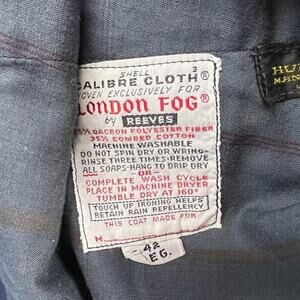 SHELL
CALIBRE CLOTH®
WOVEN EXCLUSIVELY FOR
LONDON FOG®
by REEVES
65% DACRON POLYESTER FIBER
35% COMBED COTTON
MACHINE WASHABLE
DO NOT SPIN DRY OR WRING-
RINSE THREE TIMES-REMOVE
ALL SOAPS-HANG TO DRIP DRY
-OR-
COMPLETE WASH CYCLE
PLACE IN MACHINE DRYER
TUMBLE DRY AT 160°
TOUCH UP IRONING HELPS
RETAIN RAIN REPELLENCY
THIS COAT MADE FOR
M
42
EG.
HU
MAN